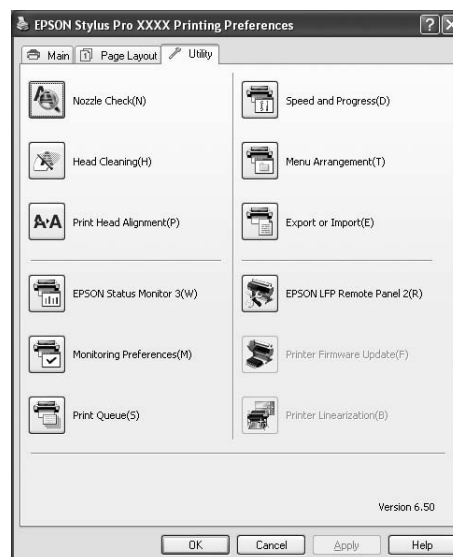 EPSON Stylus Pro XXXX Printing Preferences
Main
Page Layout
Utility
Nozzle Check(N)
Speed and Progress(D)
Head Cleaning(H)
Menu Arrangement(T)
A A Print Head Alignment(P)
Export or Import(E)
EPSON Status Monitor 3(W)
EPSON LFP Remote Panel 2(R)
Monitoring Preferences(M)
Printer Firmware Update(F)
Print Queue(S)
Printer Linearization(B)
Version 6.50
OK
Cancel
Apply
Help